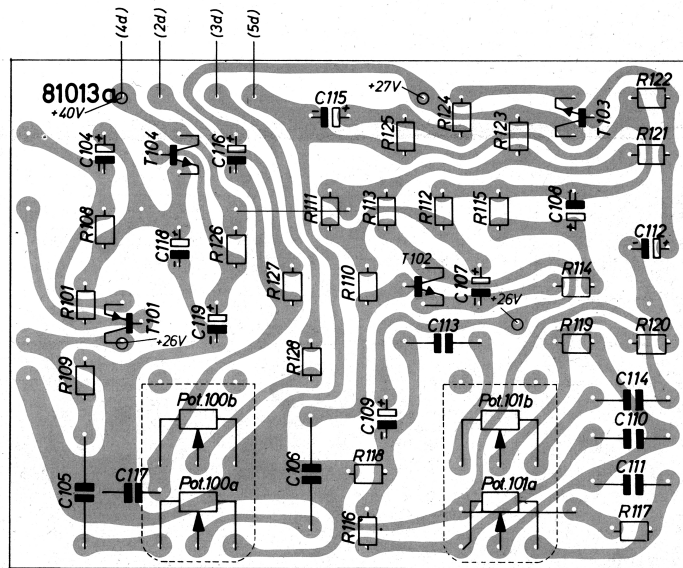 (4d) (2d) (3d) (5d)
81013a
+40V
+27V
C115
R122
R124
T103
R125
R123
C104
T104
C116
R121
R108
R111
R113
R112
R115
C108
C118
R126
C112
T102
R127
R110
C107
R114
R101
T101
+26V
C119
+26V
C113
R119
R120
R128
R109
C114
Pot.100b
Pot.101b
C109
C110
C105
C117
C106
R118
Pot.100a
Pot.101a
C111
R116
R117